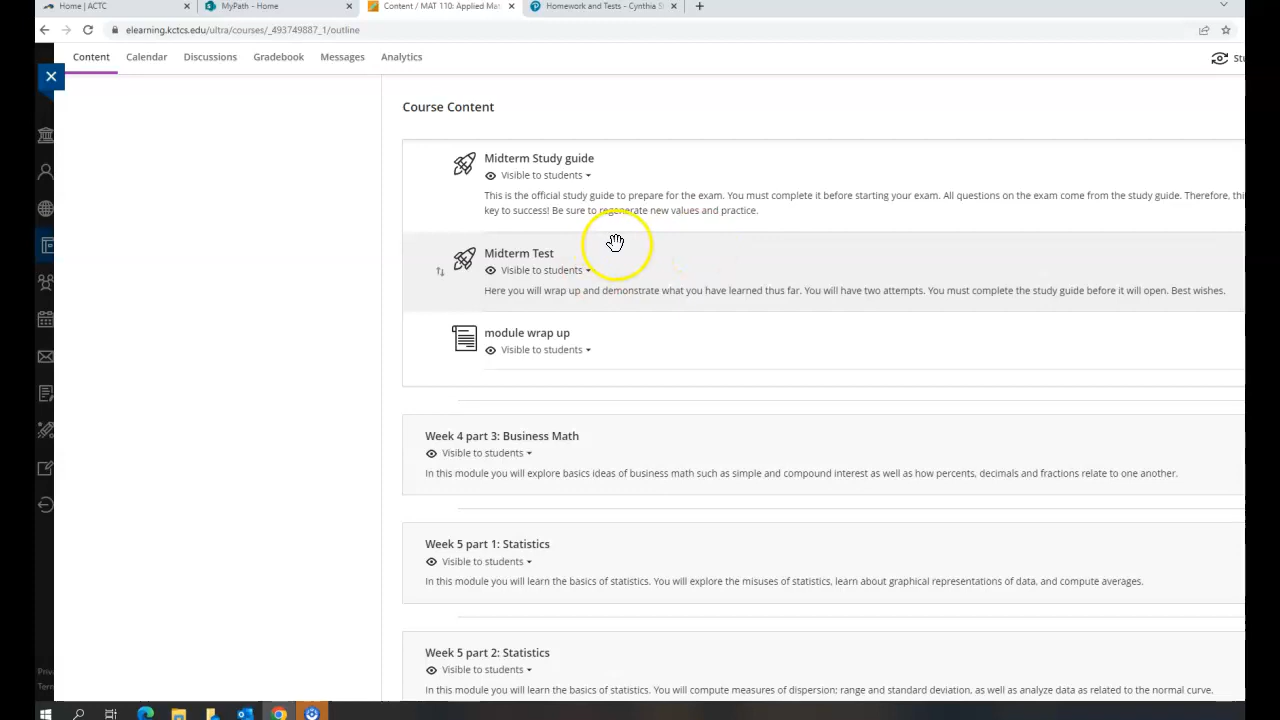 Home | ACTC
MyPath - Home
Content / MAT 110: Applied Mat
Homework and Tests - Cynthia S
elearning.kctcs.edu/ultra/courses/_493749887_1/outline
Content Calendar Discussions Gradebook Messages Analytics
Stu
Course Content
Midterm Study guide
Visible to students
This is the official study guide to prepare for the exam. You must complete it before starting your exam. All questions on the exam come from the study guide. Therefore, thi
key to success! Be sure to regenerate new values and practice.
Midterm Test
Visible to students
Here you will wrap up and demonstrate what you have learned thus far. You will have two attempts. You must complete the study guide before it will open. Best wishes.
module wrap up
Visible to students
Week 4 part 3: Business Math
Visible to students
In this module you will explore basics ideas of business math such as simple and compound interest as well as how percents, decimals and fractions relate to one another.
Week 5 part 1: Statistics
Visible to students
In this module you will learn the basics of statistics. You will explore the misuses of statistics, learn about graphical representations of data, and compute averages.
Week 5 part 2: Statistics
Visible to students
In this module you will learn the basics of statistics. You will compute measures of dispersion; range and standard deviation, as well as analyze data as related to the normal curve.
Priva
Term